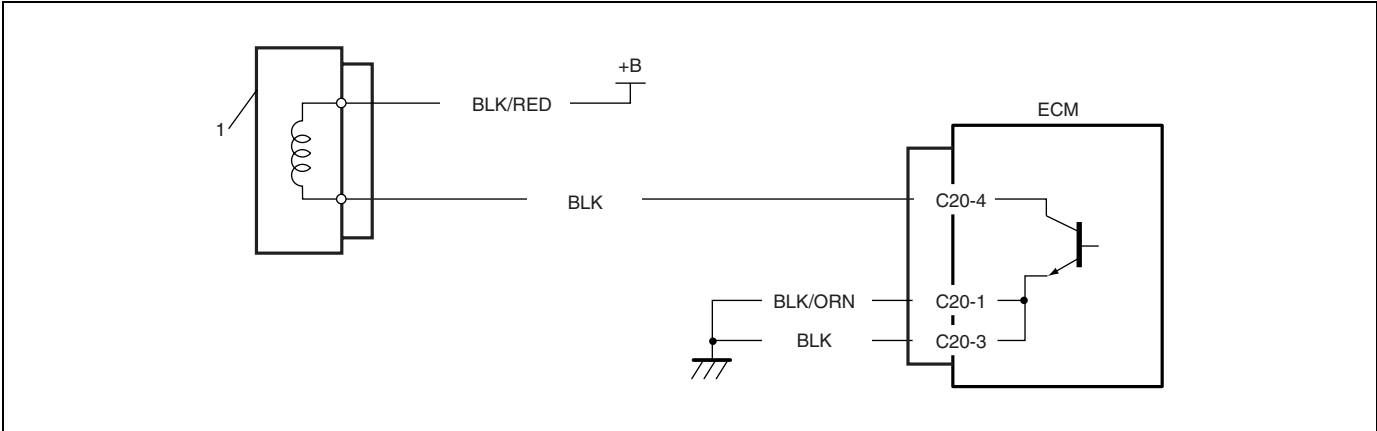 +B
BLK/RED
1
ECM
BLK
C20-4
BLK/ORN
C20-1
BLK
C20-3